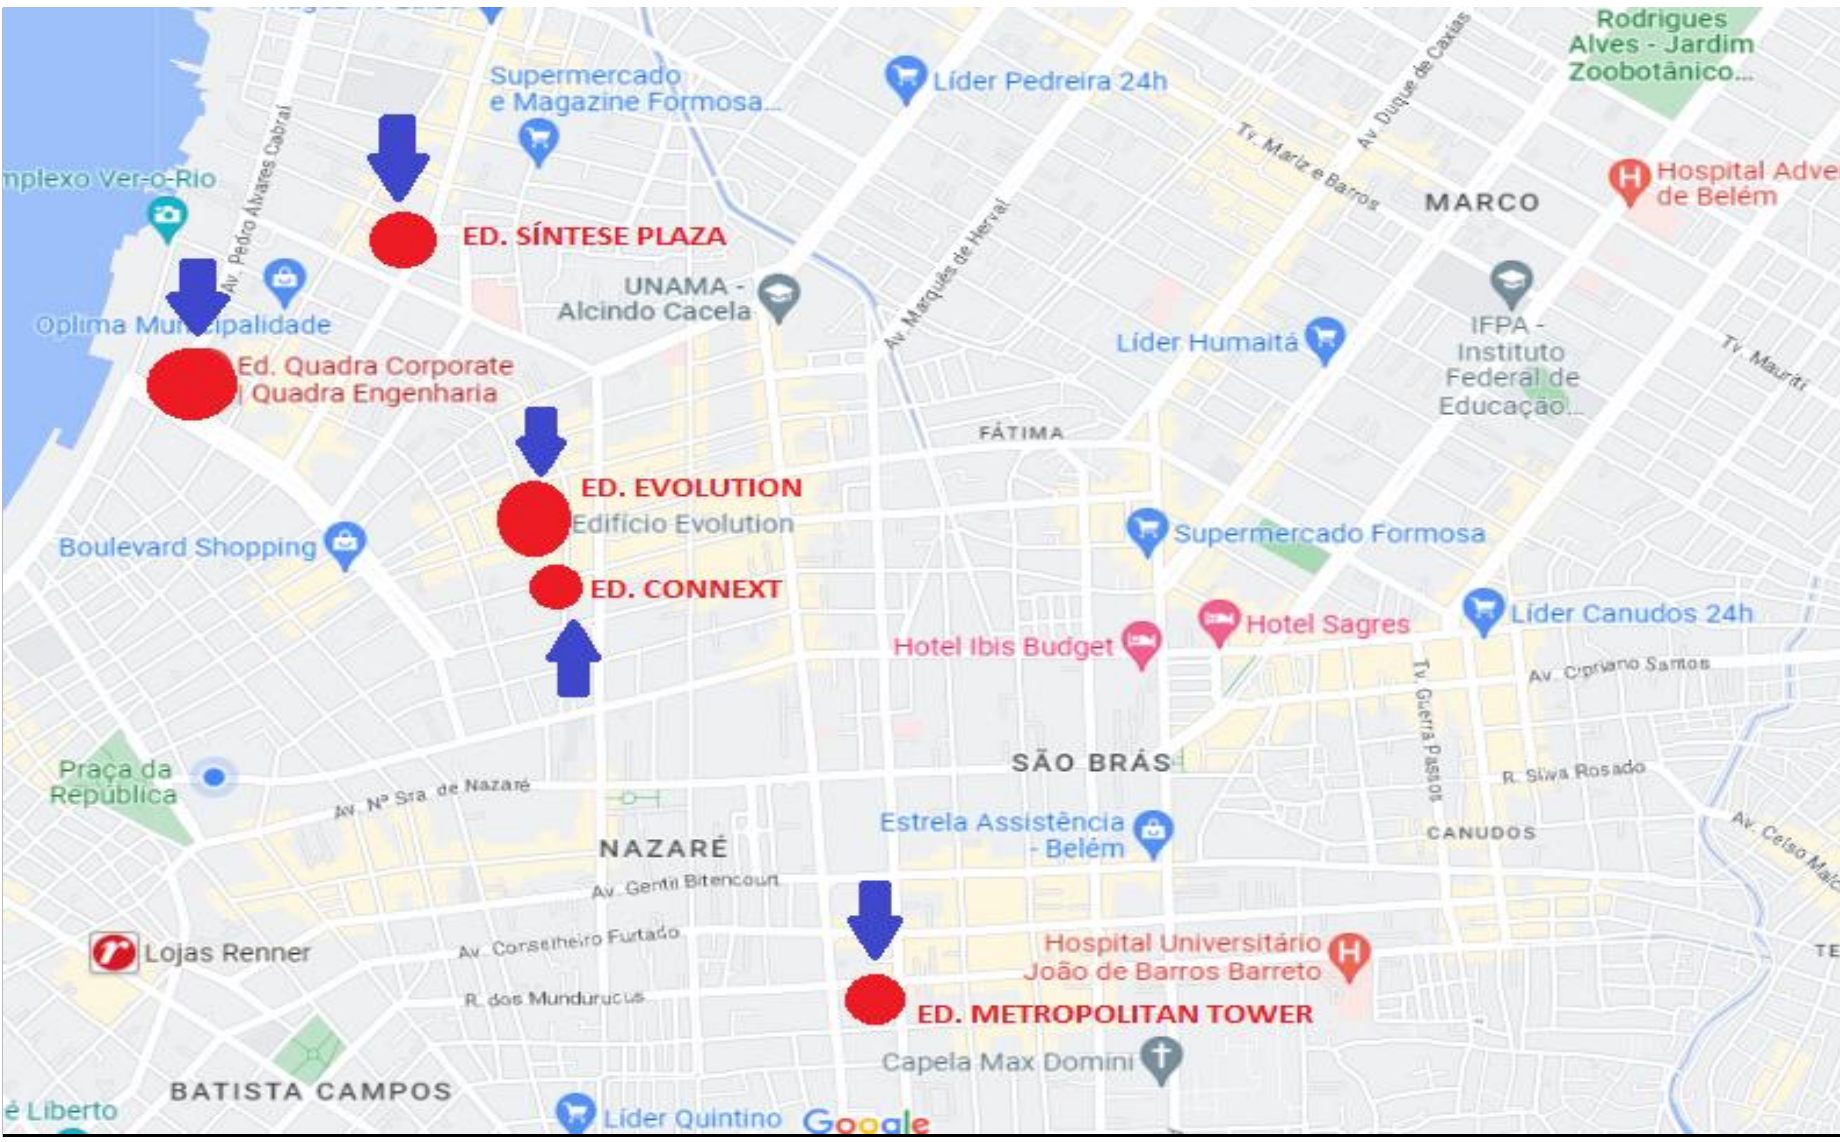 Rodrigues
Alves - Jardim
Zoobotânico...
Supermercado
e Magazine Formosa...
Líder Pedreira 24h
Av. Duque de Caxias
Av. Pedro Álvares Cabral
Tv. Mariz e Barros
mplexo Ver-o-Rio
Hospital Adve
de Belém
MARCO
ED. SÍNTESE PLAZA
Av. Marquês de Herval
UNAMA -
Alcindo Cacela
Oplima Municipalidade
Líder Humaitá
IFPA -
Instituto
Federal de
Educação...
Tv. Mauriti
Ed. Quadra Corporate
| Quadra Engenharia
FÁTIMA
ED. EVOLUTION
Edifício Evolution
Boulevard Shopping
Supermercado Formosa
ED. CONNEXT
Hotel Ibis Budget
Hotel Sagres
Líder Canudos 24h
Av. Cipriano Santos
Tv. Guerra Passos
SÃO BRÁS
Praça da
República
Av. Nª Sra. de Nazaré
R. Silva Rosado
Estrela Assistência
- Belém
CANUDOS
Av. Celso Malc
NAZARÉ
Av. Gentil Bitencourt
Av. Conselheiro Furtado
Lojas Renner
Hospital Universitário
João de Barros Barreto
TE
R. dos Mundurucus
ED. METROPOLITAN TOWER
Capela Max Domini
BATISTA CAMPOS
é Liberto
Líder Quintino
Google